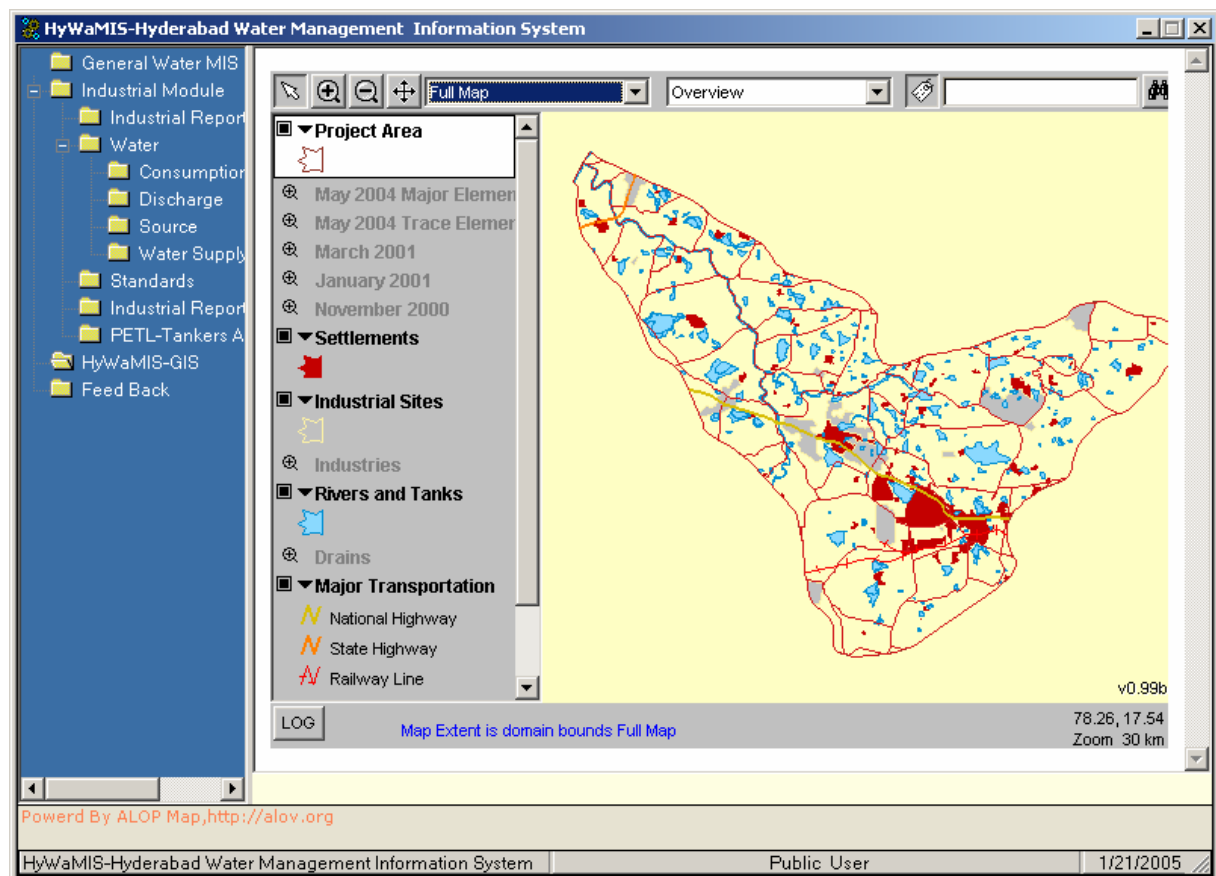 HyWaMIS-Hyderabad Water Management Information System
General Water MIS
Industrial Module
Industrial Report
Water
Consumption
Discharge
Source
Water Supply
Standards
Industrial Report
PETL-Tankers A
HyWaMIS-GIS
Feed Back
Full Map
Overview
Project Area
May 2004 Major Elemen
May 2004 Trace Elemer
March 2001
January 2001
November 2000
Settlements
Industrial Sites
Industries
Rivers and Tanks
Drains
Major Transportation
National Highway
State Highway
Railway Line
v0.99b
LOG
Map Extent is domain bounds Full Map
78.26, 17.54
Zoom 30 km
Powerd By ALOP Map,http://alov.org
HyWaMIS-Hyderabad Water Management Information System
Public User
1/21/2005